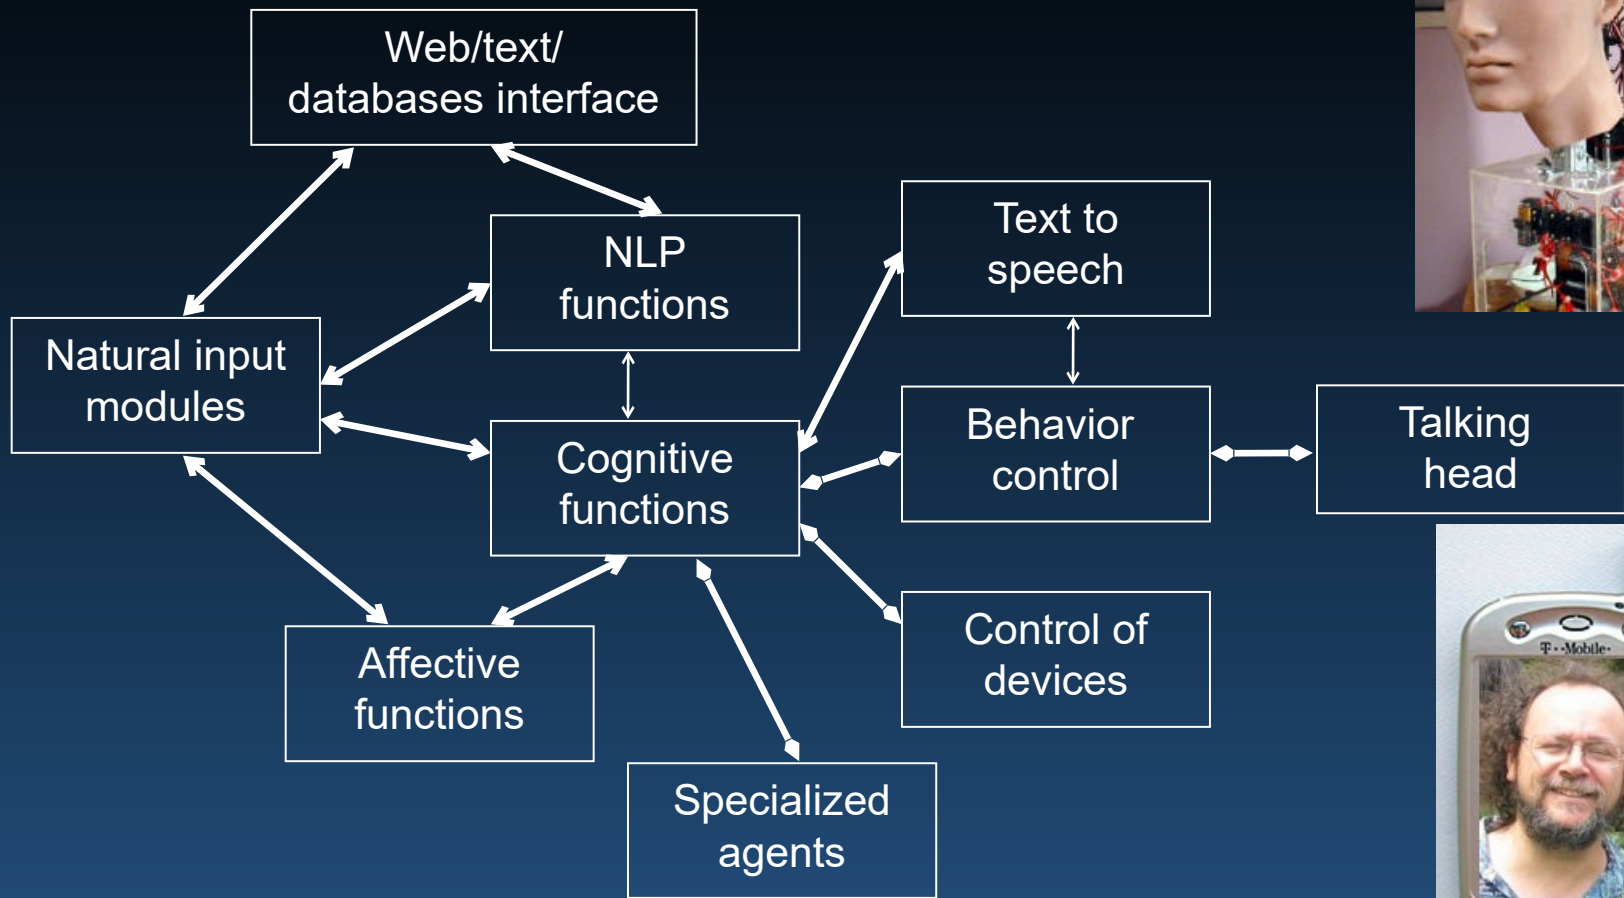 Web/text/
databases interface
NLP
functions
Text to
speech
Natural input
modules
Cognitive
functions
Behavior
control
Talking
head
Affective
functions
Control of
devices
Specialized
agents
T··Mobile·